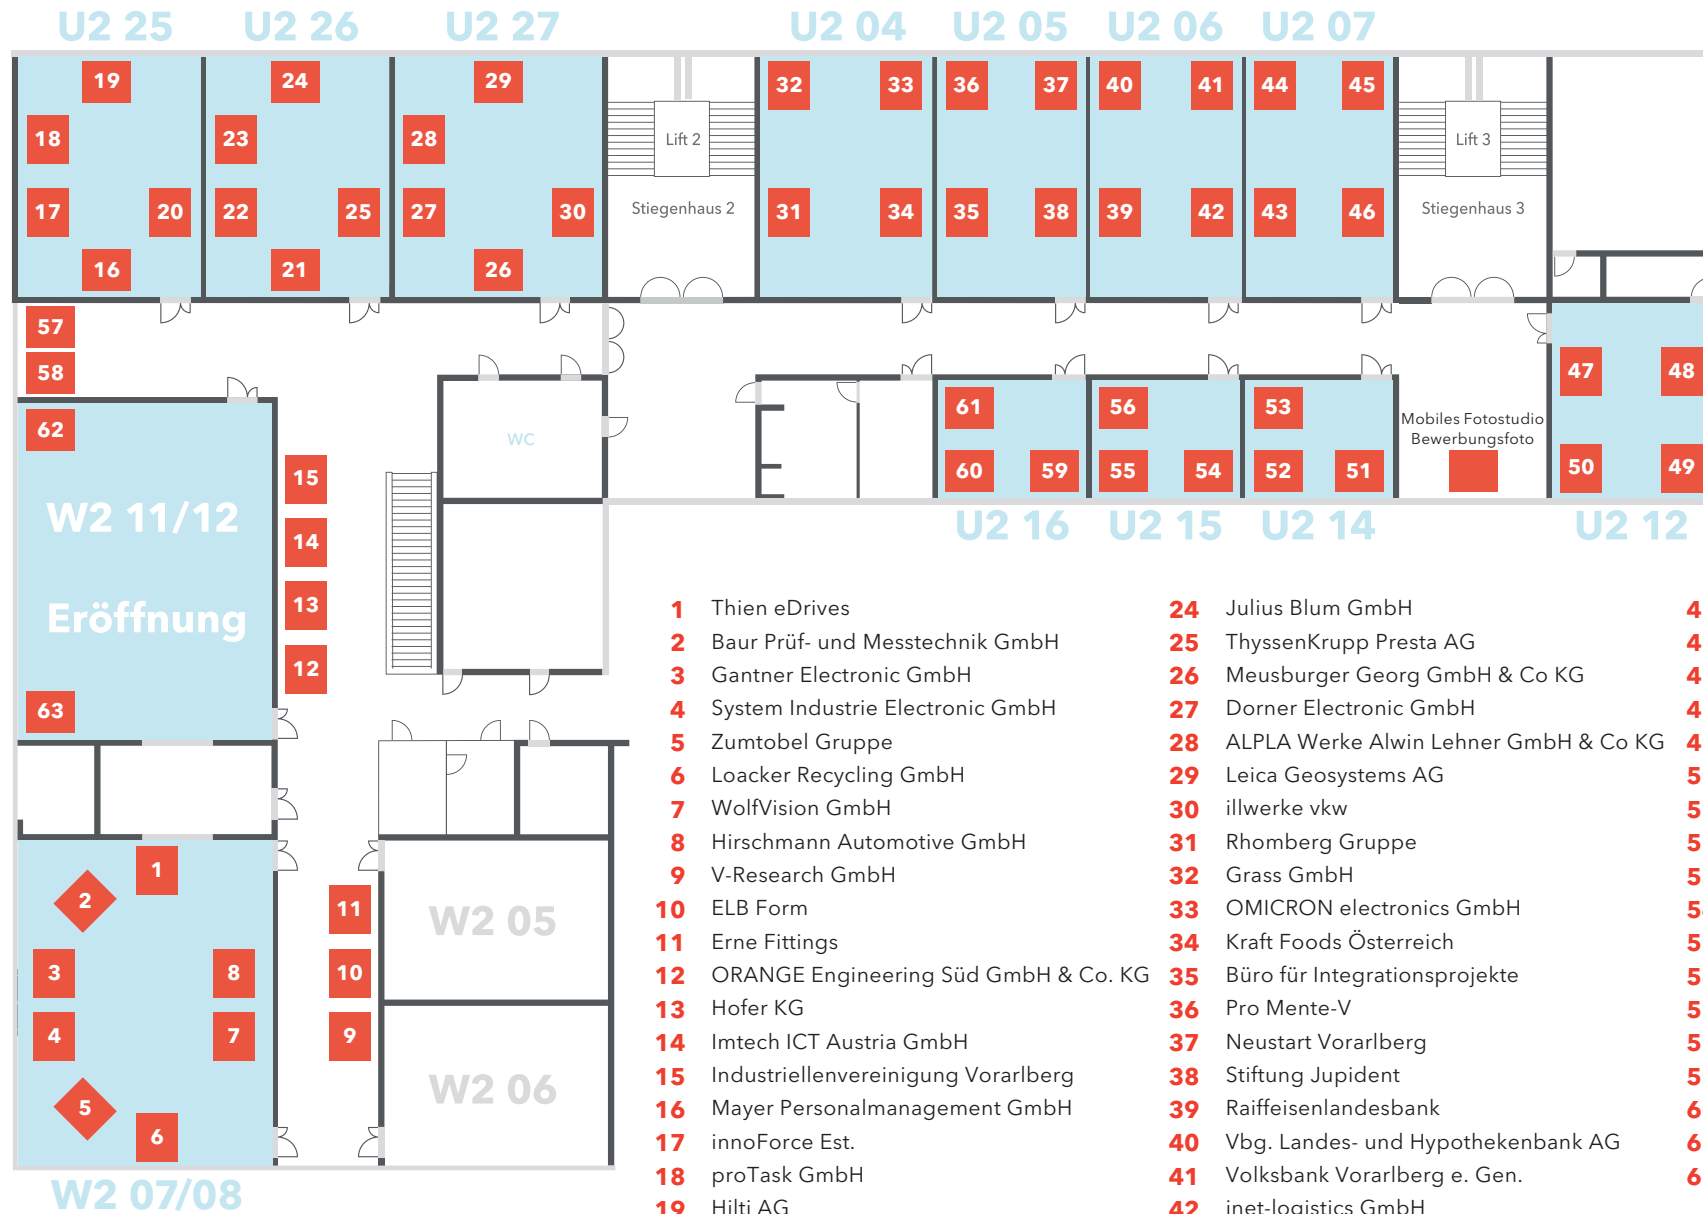 U2 25 U2 26 U2 27 U2 04 U2 05 U2 06 U2 07
19 24 29 32 33 36 37 40 41 44 45
18 23 28 Lift 2 Lift 3
17 20 22 25 27 30 Stiegenhaus 2 31 34 35 38 39 42 43 46 Stiegenhaus 3
16 21 26
57
58
47 48
62 61 56 53 Mobiles Fotostudio
Bewerbungsfoto
WC
15 60 59 55 54 52 51 50 49
W2 11/12 U2 16 U2 15 U2 14 U2 12
14
13
Eröffnung
12
63
1
2
11 W2 05
3 8 10
4 7 9
W2 06
5
6
W2 07/08
1 Thien eDrives
2 Baur Prüf- und Messtechnik GmbH
3 Gantner Electronic GmbH
4 System Industrie Electronic GmbH
5 Zumtobel Gruppe
6 Loacker Recycling GmbH
7 WolfVision GmbH
8 Hirschmann Automotive GmbH
9 V-Research GmbH
10 ELB Form
11 Erne Fittings
12 ORANGE Engineering Süd GmbH & Co. KG
13 Hofer KG
14 Imtech ICT Austria GmbH
15 Industriellenvereinigung Vorarlberg
16 Mayer Personalmanagement GmbH
17 innoForce Est.
18 proTask GmbH
19 Hilti AG
24 Julius Blum GmbH
25 ThyssenKrupp Presta AG
26 Meusburger Georg GmbH & Co KG
27 Dorner Electronic GmbH
28 ALPLA Werke Alwin Lehner GmbH & Co KG
29 Leica Geosystems AG
30 illwerke vkw
31 Rhomberg Gruppe
32 Grass GmbH
33 OMICRON electronics GmbH
34 Kraft Foods Österreich
35 Büro für Integrationsprojekte
36 Pro Mente-V
37 Neustart Vorarlberg
38 Stiftung Jupident
39 Raiffeisenlandesbank
40 Vbg. Landes- und Hypothekenbank AG
41 Volksbank Vorarlberg e. Gen.
42 inet-logistics GmbH